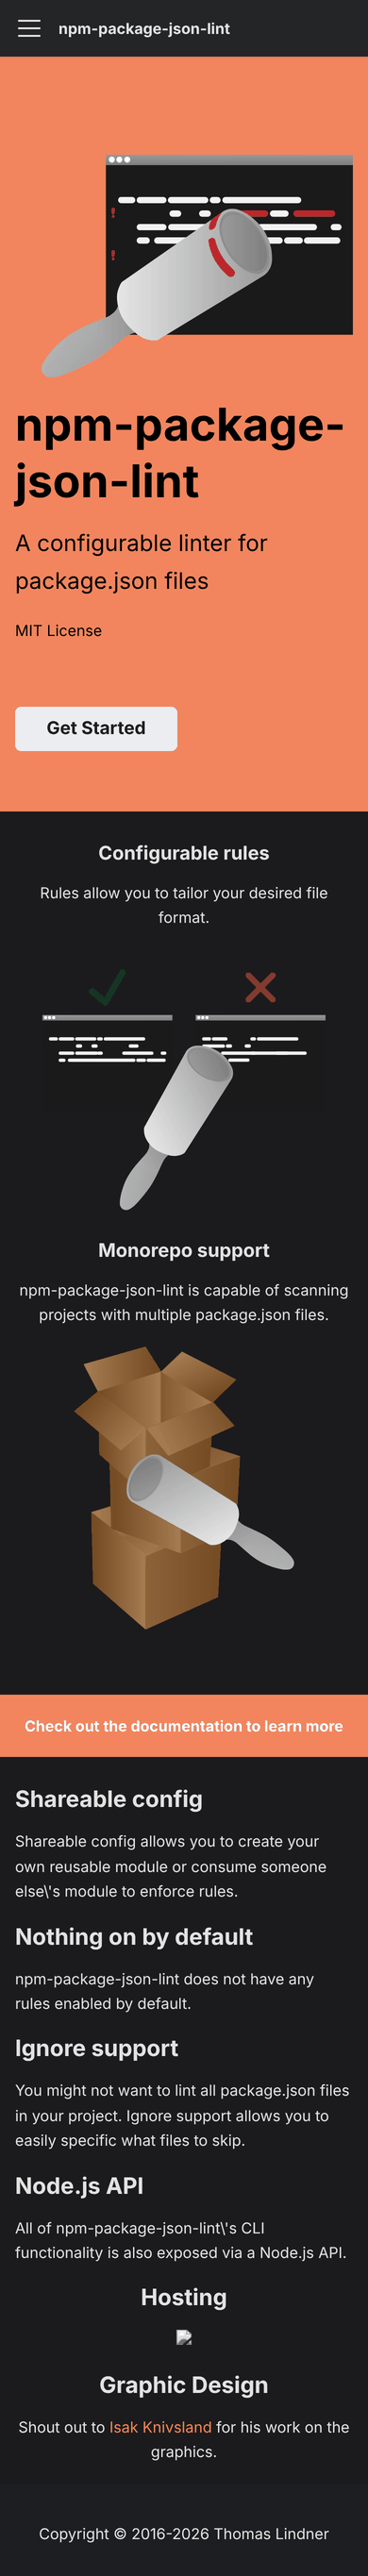 npm-package-json-lint
npm-package-
json-lint
A configurable linter for
package.json files
MIT License
Get Started
Configurable rules
Rules allow you to tailor your desired file
format.
Monorepo support
npm-package-json-lint is capable of scanning
projects with multiple package.json files.
Check out the documentation to learn more
Shareable config
Shareable config allows you to create your
own reusable module or consume someone
else\'s module to enforce rules.
Nothing on by default
npm-package-json-lint does not have any
rules enabled by default.
Ignore support
You might not want to lint all package.json files
in your project. Ignore support allows you to
easily specific what files to skip.
Node.js API
All of npm-package-json-lint\'s CLI
functionality is also exposed via a Node.js API.
Hosting
Graphic Design
Shout out to Isak Knivsland for his work on the
graphics.
Copyright © 2016-2026 Thomas Lindner